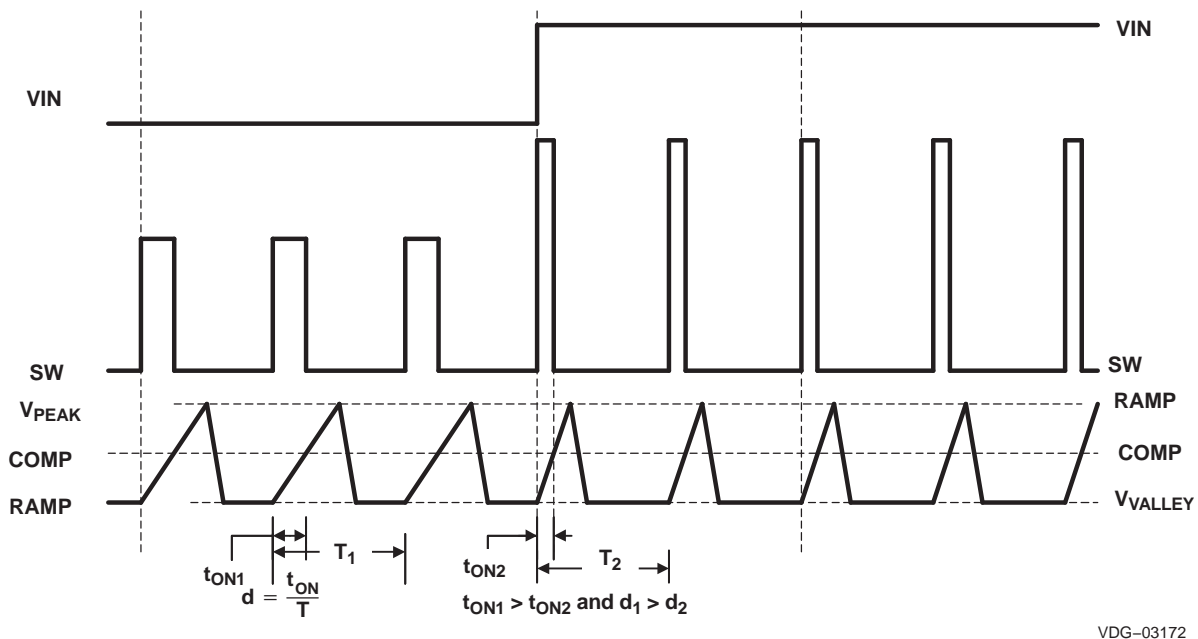 VIN
VIN
SW
SW
VPEAK
RAMP
COMP
COMP
RAMP
VVALLEY
tON1
T1
tON2
T2
d = tON/T
tON1 > tON2 and d1 > d2
VDG−03172